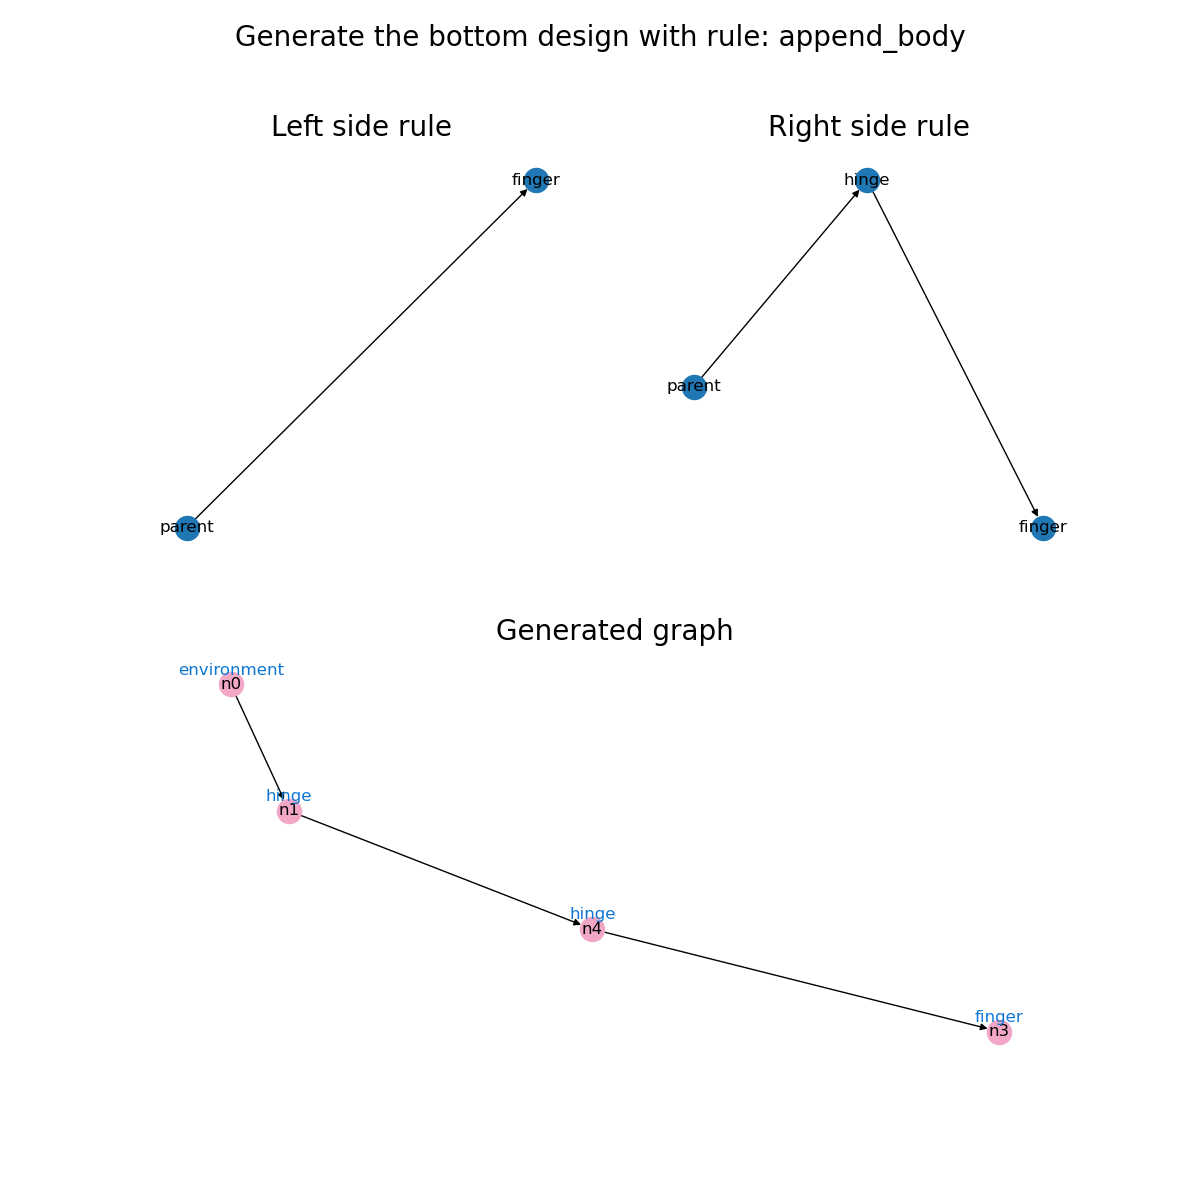 Generate the bottom design with rule: append_body
Left side rule
Right side rule
finger
parent
hinge
parent
finger
Generated graph
environment
n0
hinge
n1
hinge
n4
finger
n3